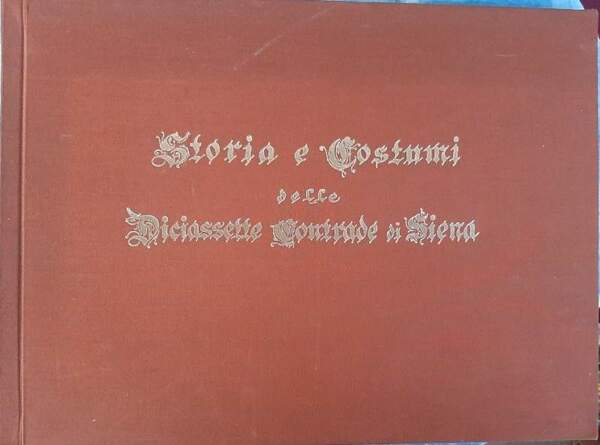 Storia e Costumi
delle
Diciassette Contrade di Siena